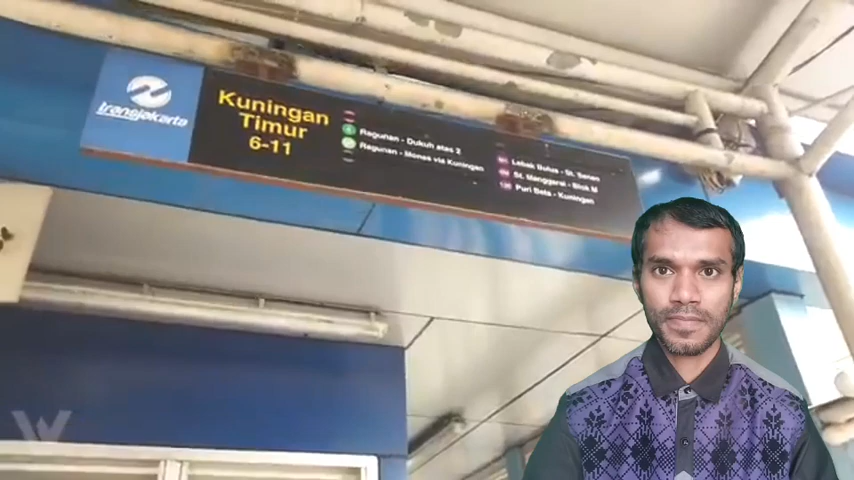 transjakarta
Kuningan
Timur
6-11
Ragunan - Dukuh atas 2
Ragunan - Monas via Kuningan
Lebak Bulus - St. Senen
St. Manggarai - Blok M
Puri Beta - Kuningan
W